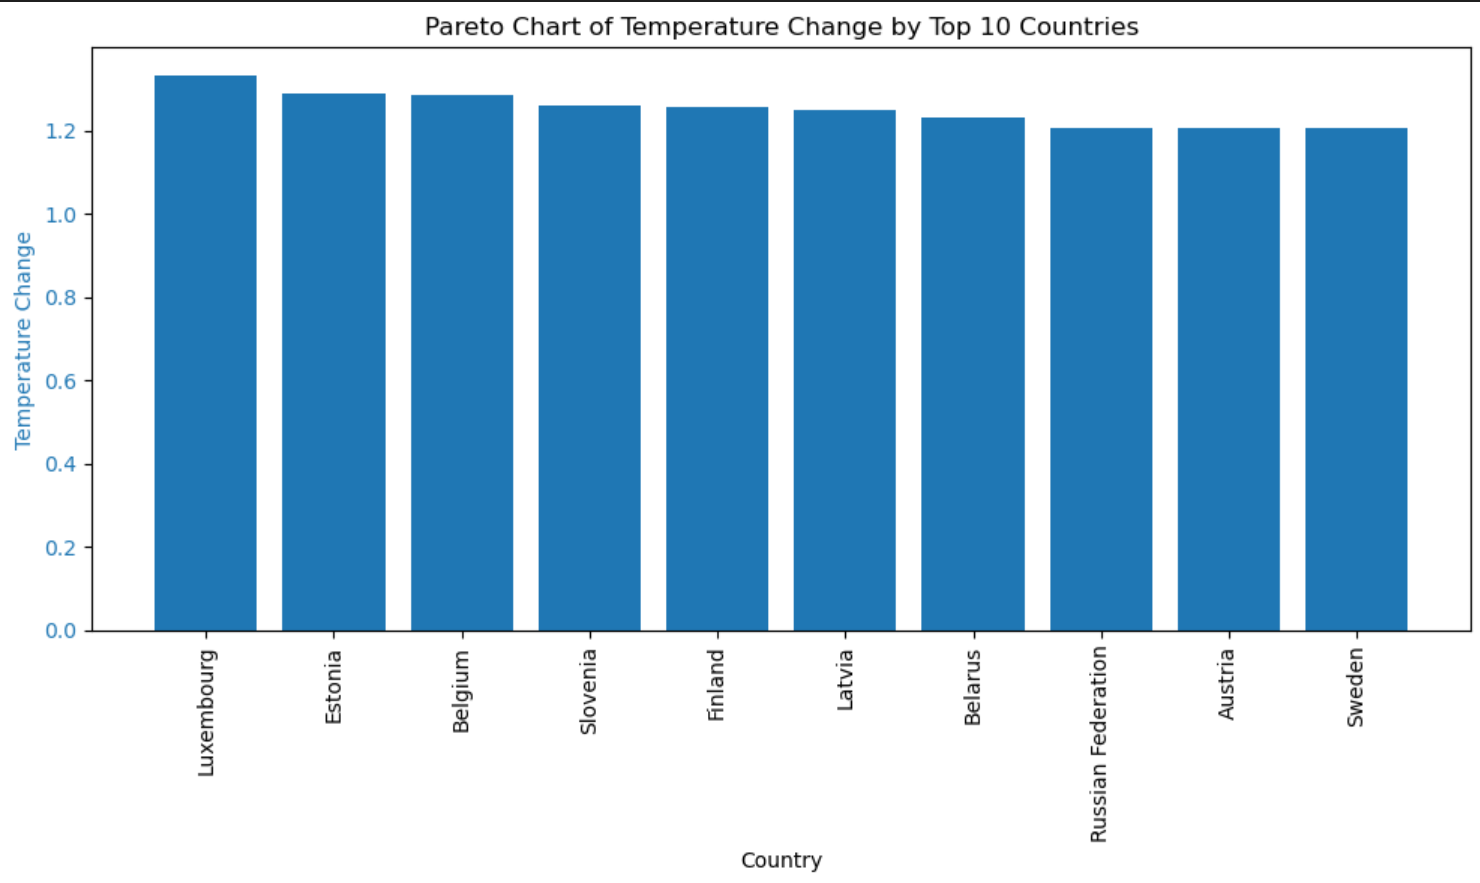 Pareto Chart of Temperature Change by Top 10 Countries
Temperature Change
1.2
1.0
0.8
0.6
0.4
0.2
0.0
Luxembourg
Estonia
Belgium
Slovenia
Finland
Latvia
Belarus
Russian Federation
Austria
Sweden
Country